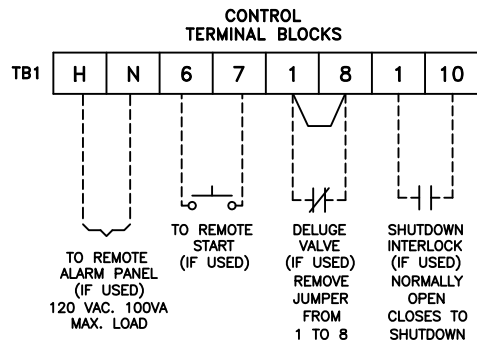 CONTROL
TERMINAL BLOCKS
TB1 H N 6 7 1 8 1 10
TO REMOTE
ALARM PANEL
(IF USED)
120 VAC. 100VA
MAX. LOAD
TO REMOTE
START
(IF USED)
DELUGE
VALVE
(IF USED)
REMOVE
JUMPER
FROM
1 TO 8
SHUTDOWN
INTERLOCK
(IF USED)
NORMALLY
OPEN
CLOSES TO
SHUTDOWN